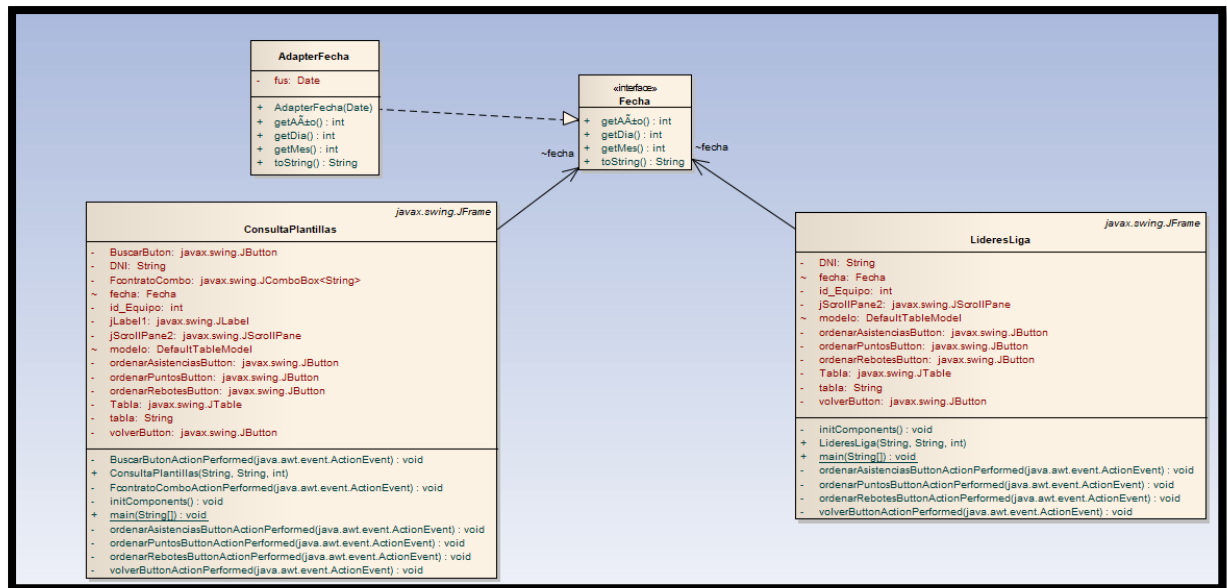 AdapterFecha
- fus: Date
+ AdapterFecha(Date)
+ getAÃ±o() : int
+ getDia() : int
+ getMes() : int
+ toString() : String
«interface»
Fecha
+ getAÃ±o() : int
+ getDia() : int
+ getMes() : int
+ toString() : String
~fecha
~fecha
javax.swing.JFrame
ConsultaPlantillas
- BuscarButon: javax.swing.JButton
- DNI: String
- FcontratoCombo: javax.swing.JComboBox<String>
~ fecha: Fecha
- id_Equipo: int
- jLabel1: javax.swing.JLabel
- jScrollPane2: javax.swing.JScrollPane
~ modelo: DefaultTableModel
- ordenarAsistenciasButton: javax.swing.JButton
- ordenarPuntosButton: javax.swing.JButton
- ordenarRebotesButton: javax.swing.JButton
- Tabla: javax.swing.JTable
- tabla: String
- volverButton: javax.swing.JButton
- BuscarButonActionPerformed(java.awt.event.ActionEvent) : void
+ ConsultaPlantillas(String, String, int)
- FcontratoComboActionPerformed(java.awt.event.ActionEvent) : void
- initComponents() : void
+ main(String[]) : void
- ordenarAsistenciasButtonActionPerformed(java.awt.event.ActionEvent) : void
- ordenarPuntosButtonActionPerformed(java.awt.event.ActionEvent) : void
- ordenarRebotesButtonActionPerformed(java.awt.event.ActionEvent) : void
- volverButtonActionPerformed(java.awt.event.ActionEvent) : void
javax.swing.JFrame
LideresLiga
- DNI: String
~ fecha: Fecha
- id_Equipo: int
- jScrollPane2: javax.swing.JScrollPane
~ modelo: DefaultTableModel
- ordenarAsistenciasButton: javax.swing.JButton
- ordenarPuntosButton: javax.swing.JButton
- ordenarRebotesButton: javax.swing.JButton
- Tabla: javax.swing.JTable
- tabla: String
- volverButton: javax.swing.JButton
- initComponents() : void
+ LideresLiga(String, String, int)
+ main(String[]) : void
- ordenarAsistenciasButtonActionPerformed(java.awt.event.ActionEvent) : void
- ordenarPuntosButtonActionPerformed(java.awt.event.ActionEvent) : void
- ordenarRebotesButtonActionPerformed(java.awt.event.ActionEvent) : void
- volverButtonActionPerformed(java.awt.event.ActionEvent) : void